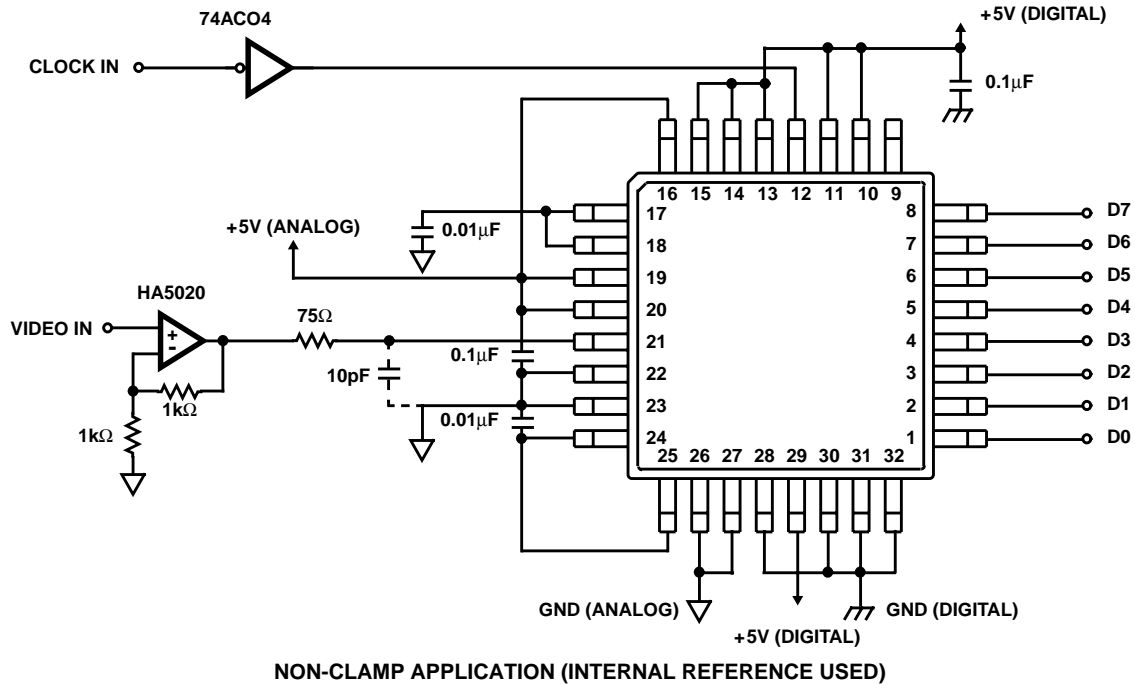 74ACO4
+5V (DIGITAL)
CLOCK IN
0.1µF
16 15 14 13 12 11 10 9
17
8
D7
+5V (ANALOG)
0.01µF
18
7
D6
19
6
D5
HA5020
20
5
D4
VIDEO IN
+
-
75Ω
21
4
D3
10pF
0.1µF
22
3
D2
1kΩ
23
2
D1
1kΩ
0.01µF
24
1
D0
25 26 27 28 29 30 31 32
GND (ANALOG)
GND (DIGITAL)
+5V (DIGITAL)
NON-CLAMP APPLICATION (INTERNAL REFERENCE USED)